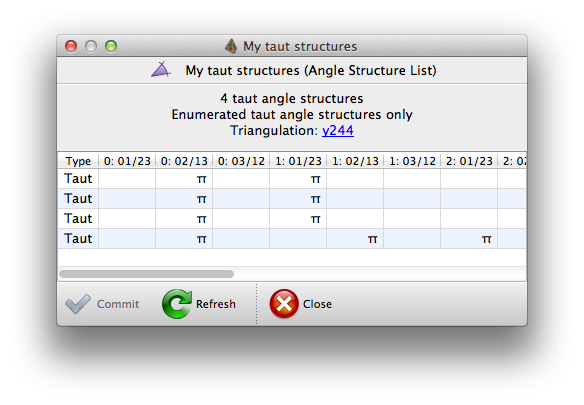 My taut structures
My taut structures (Angle Structure List)
4 taut angle structures
Enumerated taut angle structures only
Triangulation: y244
Type 0: 01/23 0: 02/13 0: 03/12 1: 01/23 1: 02/13 1: 03/12 2: 01/23 2: 02
Taut π π
Taut π π
Taut π π
Taut π π π
Commit Refresh Close